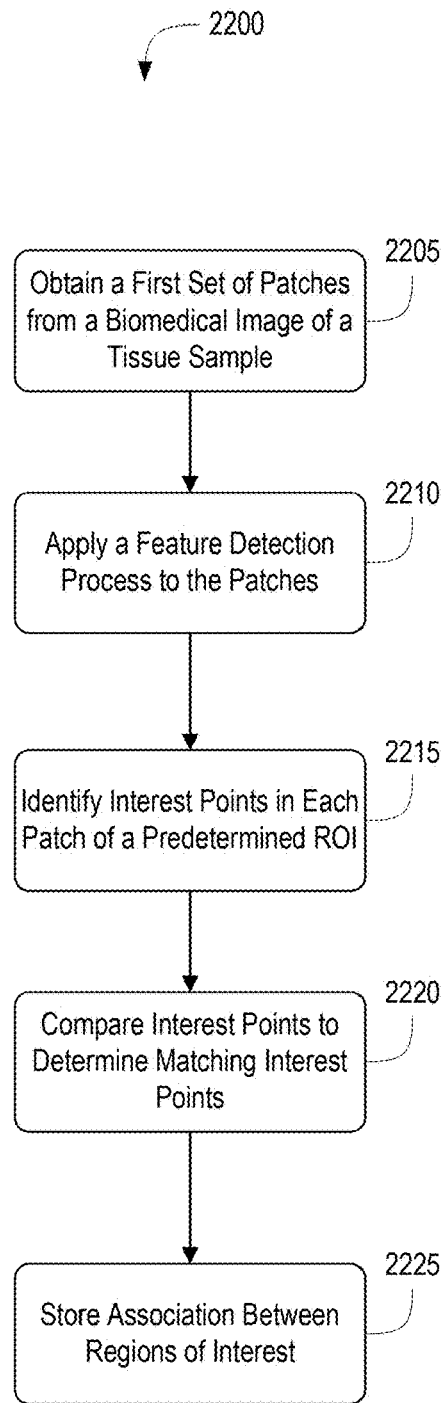 2200
2205
Obtain a First Set of Patches
from a Biomedical Image of a
Tissue Sample
2210
Apply a Feature Detection
Process to the Patches
2215
Identify Interest Points in Each
Patch of a Predetermined ROI
2220
Compare Interest Points to
Determine Matching Interest
Points
2225
Store Association Between
Regions of Interest